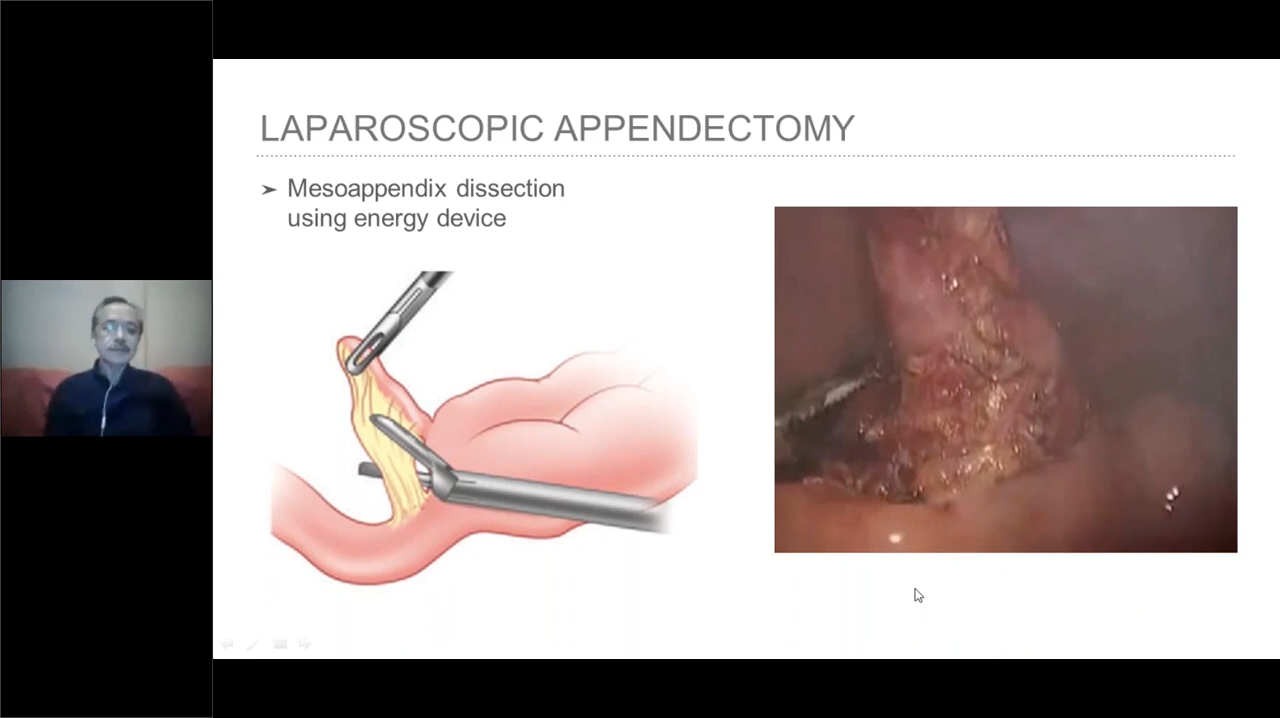 LAPAROSCOPIC APPENDECTOMY
➤ Mesoappendix dissection
using energy device